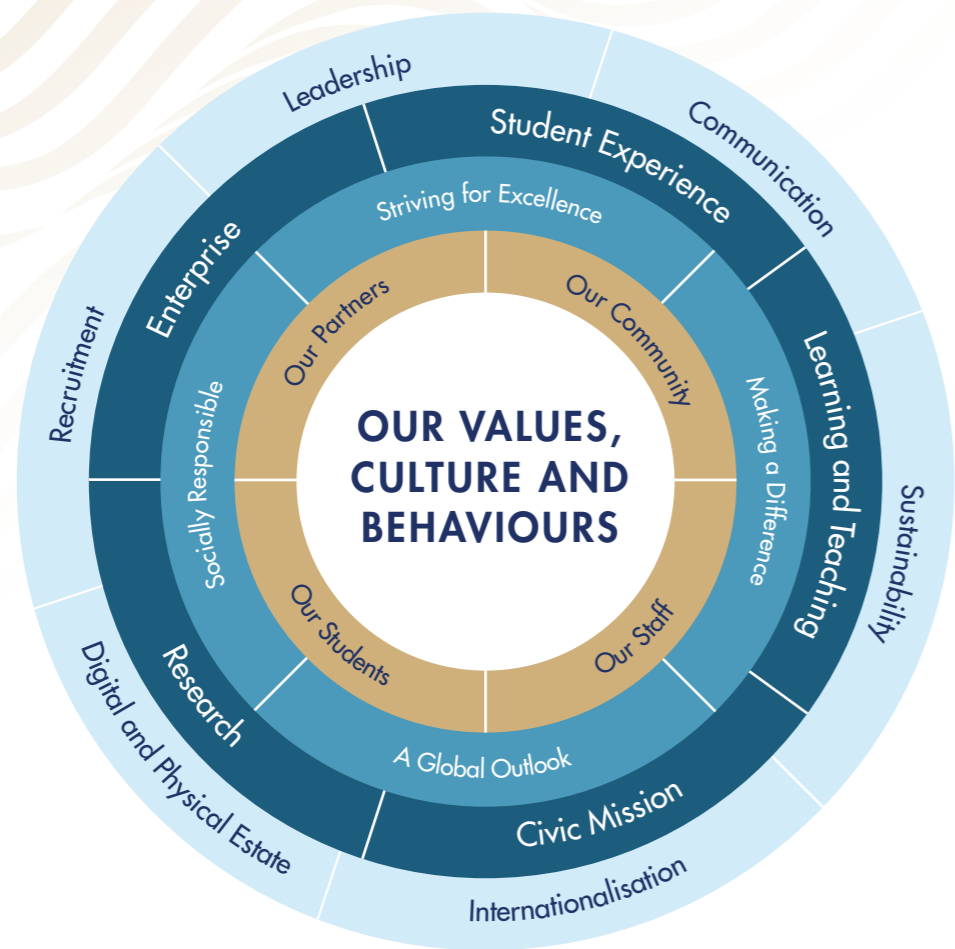 Leadership
Communication
Sustainability
Internationalisation
Digital and Physical Estate
Recruitment
Student Experience
Learning and Teaching
Civic Mission
Research
Enterprise
Striving for Excellence
Making a Difference
A Global Outlook
Socially Responsible
Our Partners
Our Community
Our Staff
Our Students
OUR VALUES,
CULTURE AND
BEHAVIOURS